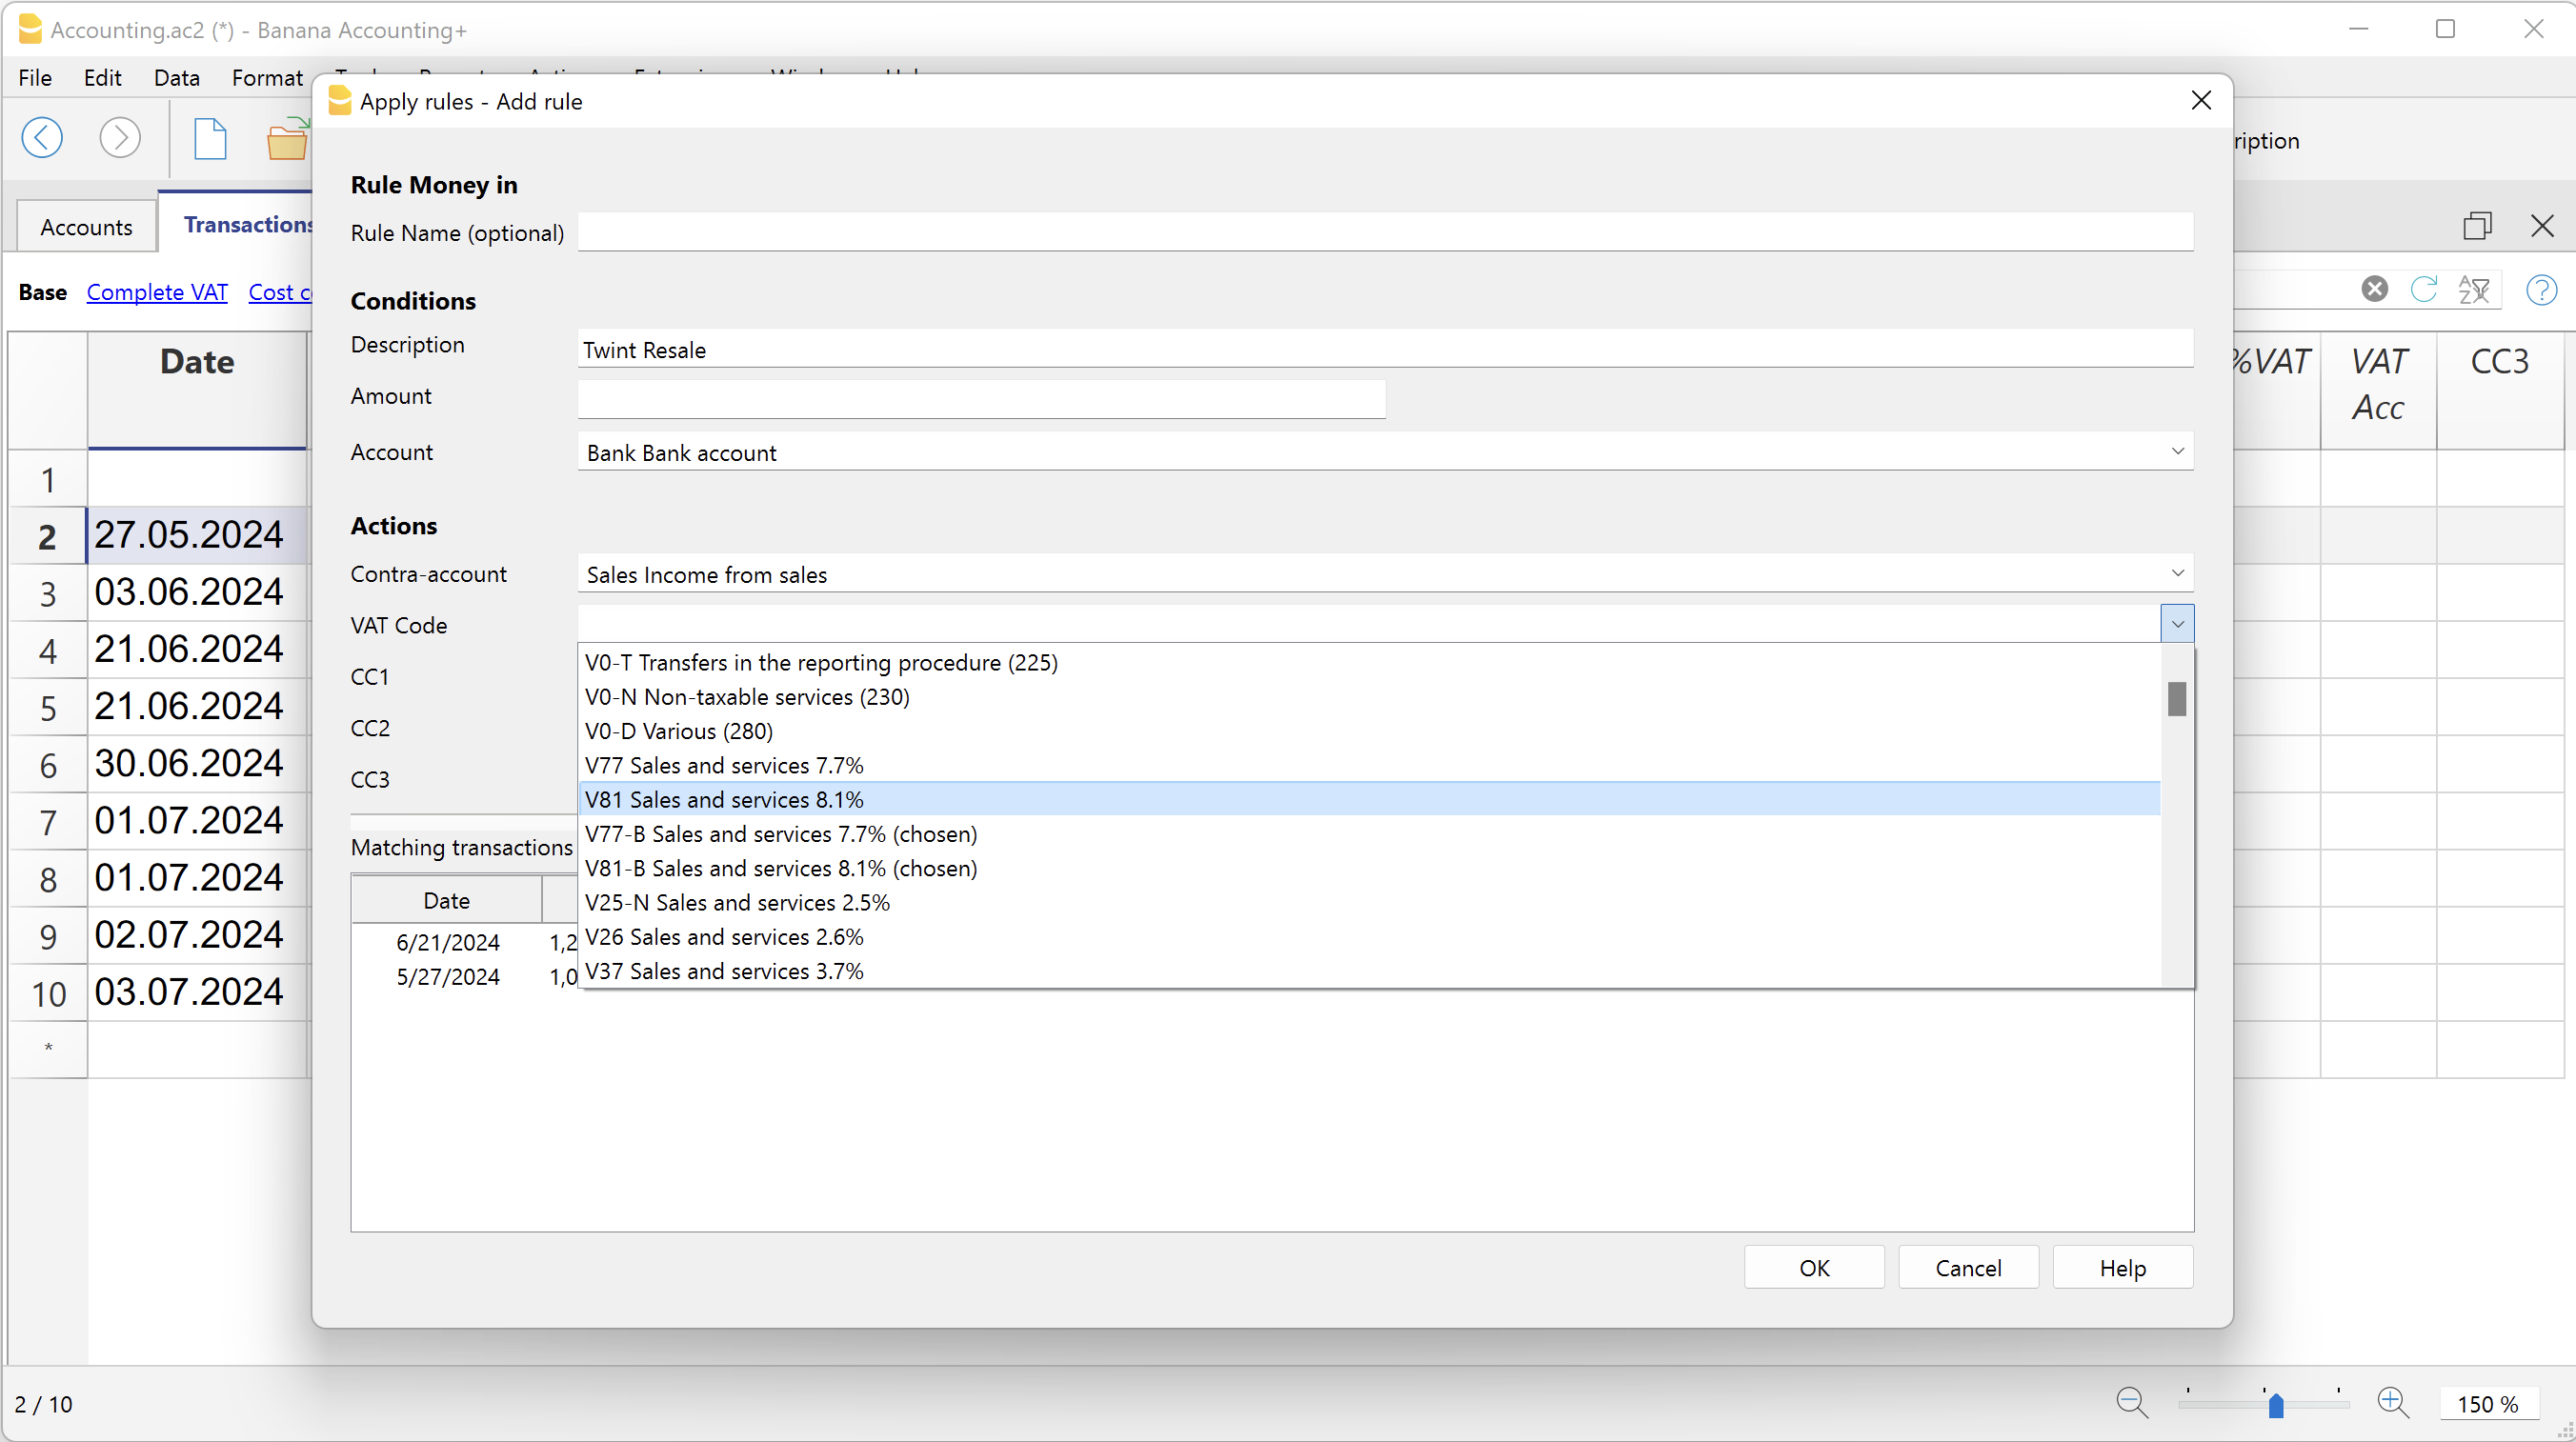 Accounting.ac2 (*) - Banana Accounting+
File Edit Data Format
Apply rules - Add rule
ription
Accounts Transactions
Base Complete VAT Cost c
Rule Money in
Rule Name (optional)
Conditions
Description Twint Resale
Amount
Account Bank Bank account
Actions
Contra-account Sales Income from sales
VAT Code
V0-T Transfers in the reporting procedure (225)
V0-N Non-taxable services (230)
V0-D Various (280)
V77 Sales and services 7.7%
V81 Sales and services 8.1%
V77-B Sales and services 7.7% (chosen)
V81-B Sales and services 8.1% (chosen)
V25-N Sales and services 2.5%
V26 Sales and services 2.6%
V37 Sales and services 3.7%
CC1
CC2
CC3
Matching transactions
Date
6/21/2024 1,2
5/27/2024 1,0
OK Cancel Help
Date %VAT VAT Acc CC3
1
2 27.05.2024
3 03.06.2024
4 21.06.2024
5 21.06.2024
6 30.06.2024
7 01.07.2024
8 01.07.2024
9 02.07.2024
10 03.07.2024
*
2 / 10
150 %